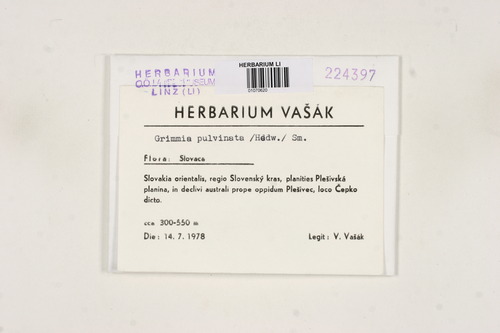 HERBARIUM LI
01070620
HERBARIUM
O.Ö. LANDESMUSEUM
LINZ (LI)
224397
HERBARIUM VAŠÁK
Grimmia pulvinata /Hedw./ Sm.
Flora: Slovaca
Slovakia orientalis, regio Slovenský kras, planities Plešivská
planina, in declivi australi prope oppidum Plešivec, loco Čepko
dicto.
cca 300-550 m
Die: 14. 7. 1978
Legit: V. Vašák